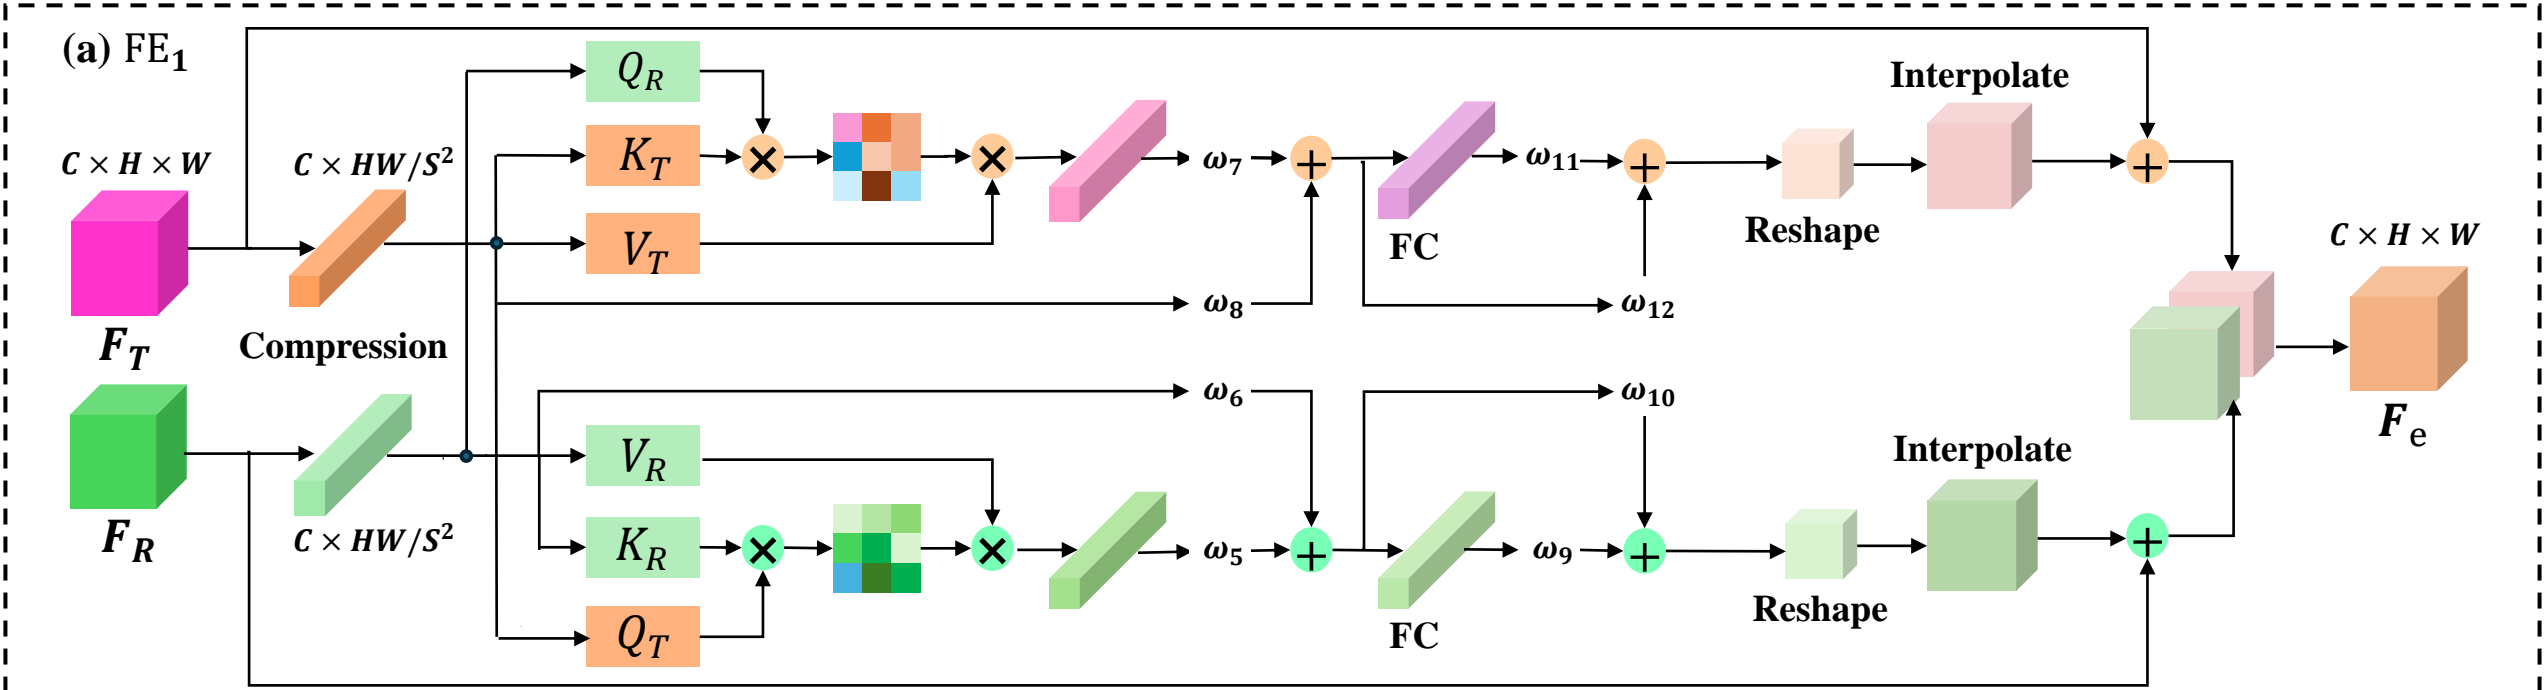 (a) FE₁
Q_R
Interpolate
C × H × W
C × HW/S²
K_T
ω₇
ω₁₁
V_T
FC
Reshape
C × H × W
ω₈
ω₁₂
F_T
Compression
ω₆
ω₁₀
F_e
V_R
Interpolate
F_R
C × HW/S²
K_R
ω₅
ω₉
Reshape
Q_T
FC